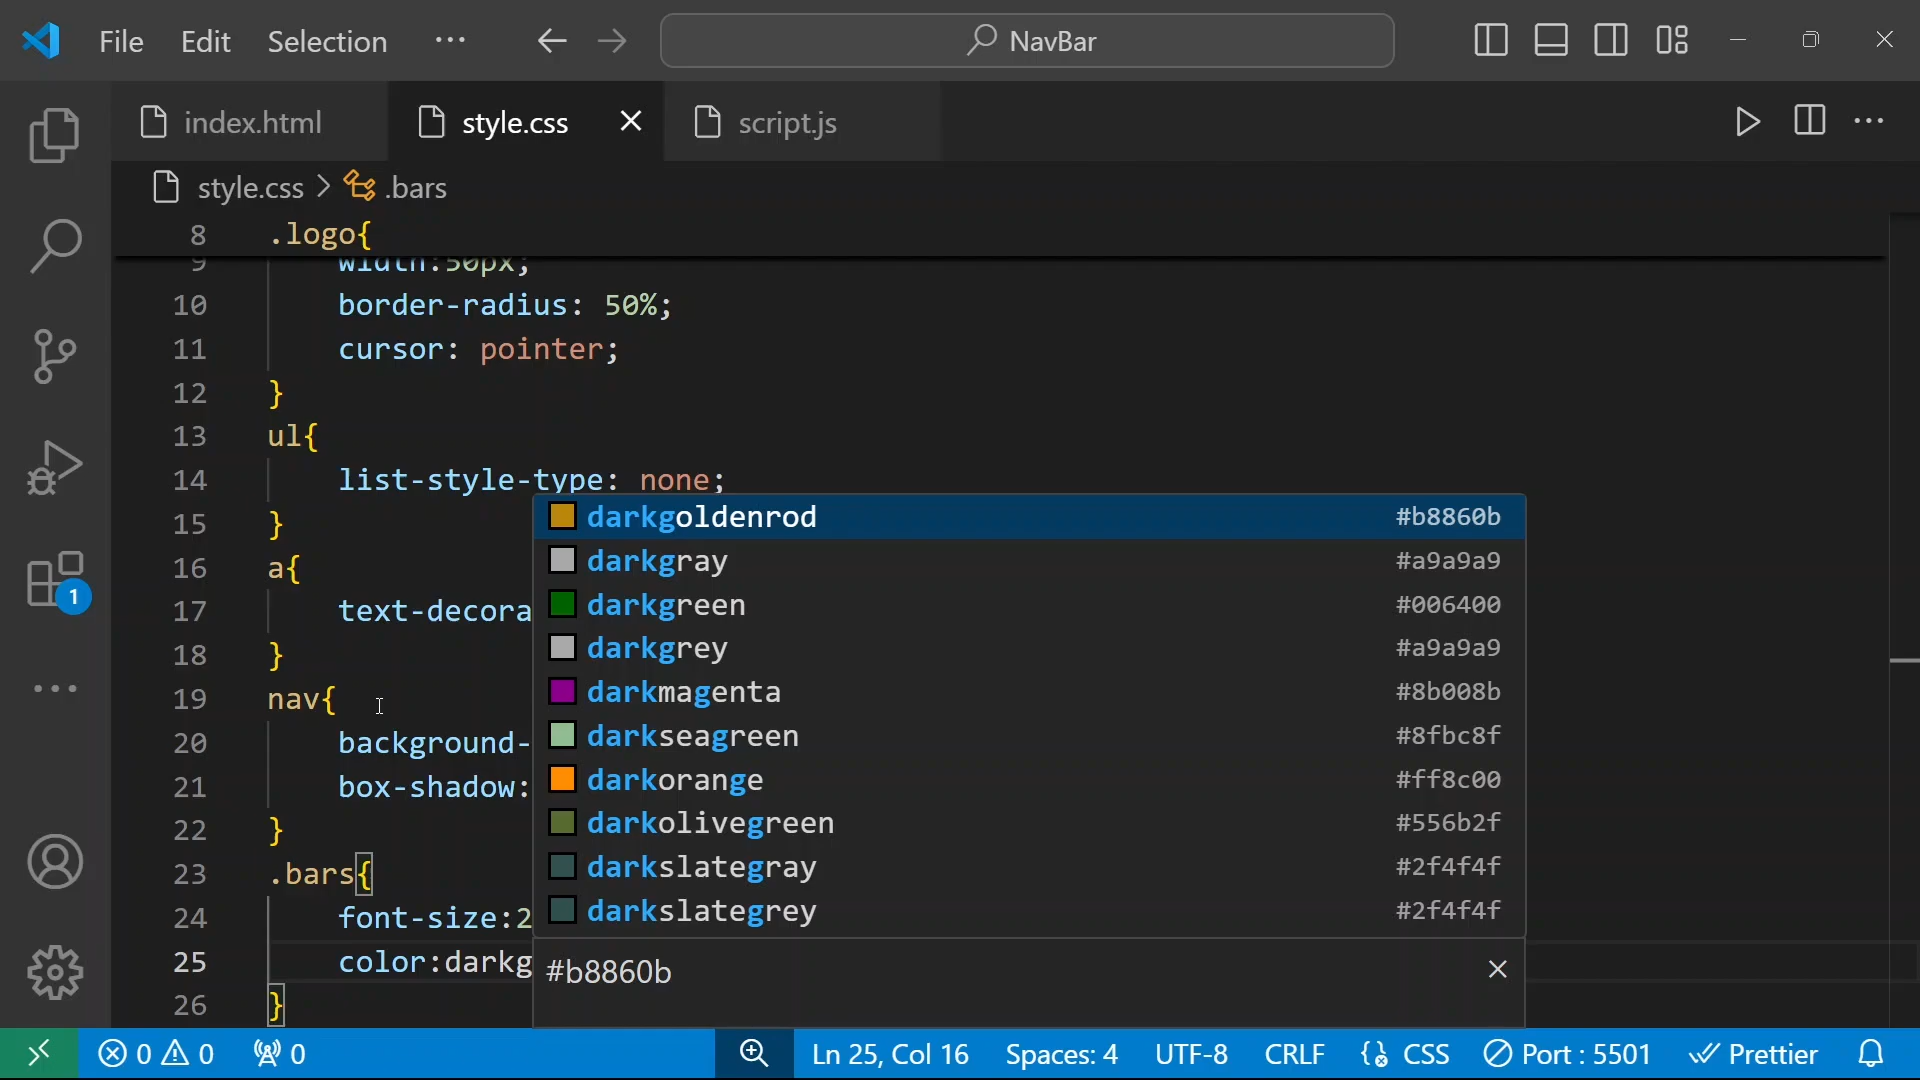 File Edit Selection ··· NavBar
index.html style.css script.js
style.css > .bars
8 .logo{
9 width:50px;
10 border-radius: 50%;
11 cursor: pointer;
12 }
13 ul{
14 list-style-type: none;
15 }
16 a{
17 text-decora
18 }
19 nav{
20 background-
21 box-shadow:
22 }
23 .bars{
24 font-size:2
25 color:darkg
26 }
darkgoldenrod #b8860b
darkgray #a9a9a9
darkgreen #006400
darkgrey #a9a9a9
darkmagenta #8b008b
darkseagreen #8fbc8f
darkorange #ff8c00
darkolivegreen #556b2f
darkslategray #2f4f4f
darkslategrey #2f4f4f
#b8860b
1
0 0 0 Ln 25, Col 16 Spaces: 4 UTF-8 CRLF CSS Port : 5501 Prettier